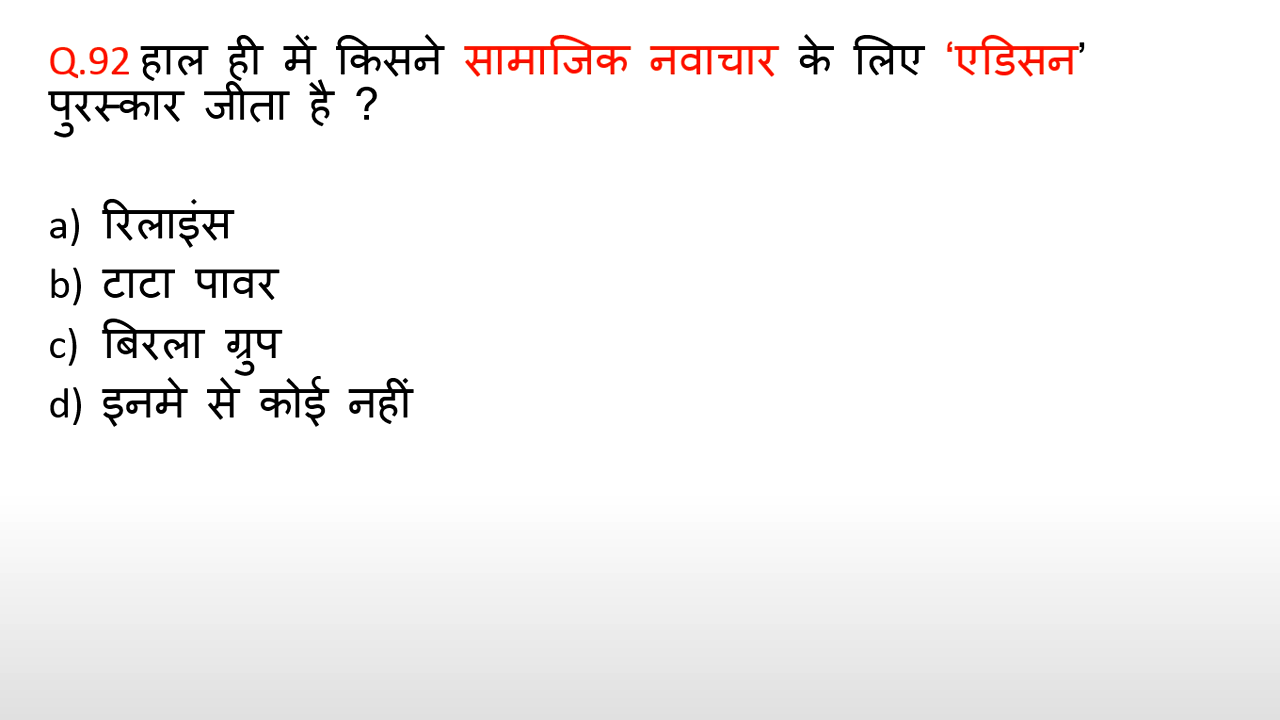 Q.92 हाल ही में किसने सामाजिक नवाचार के लिए ‘एडिसन’
पुरस्कार जीता है ?
a) रिलाइंस
b) टाटा पावर
c) बिरला ग्रुप
d) इनमे से कोई नहीं